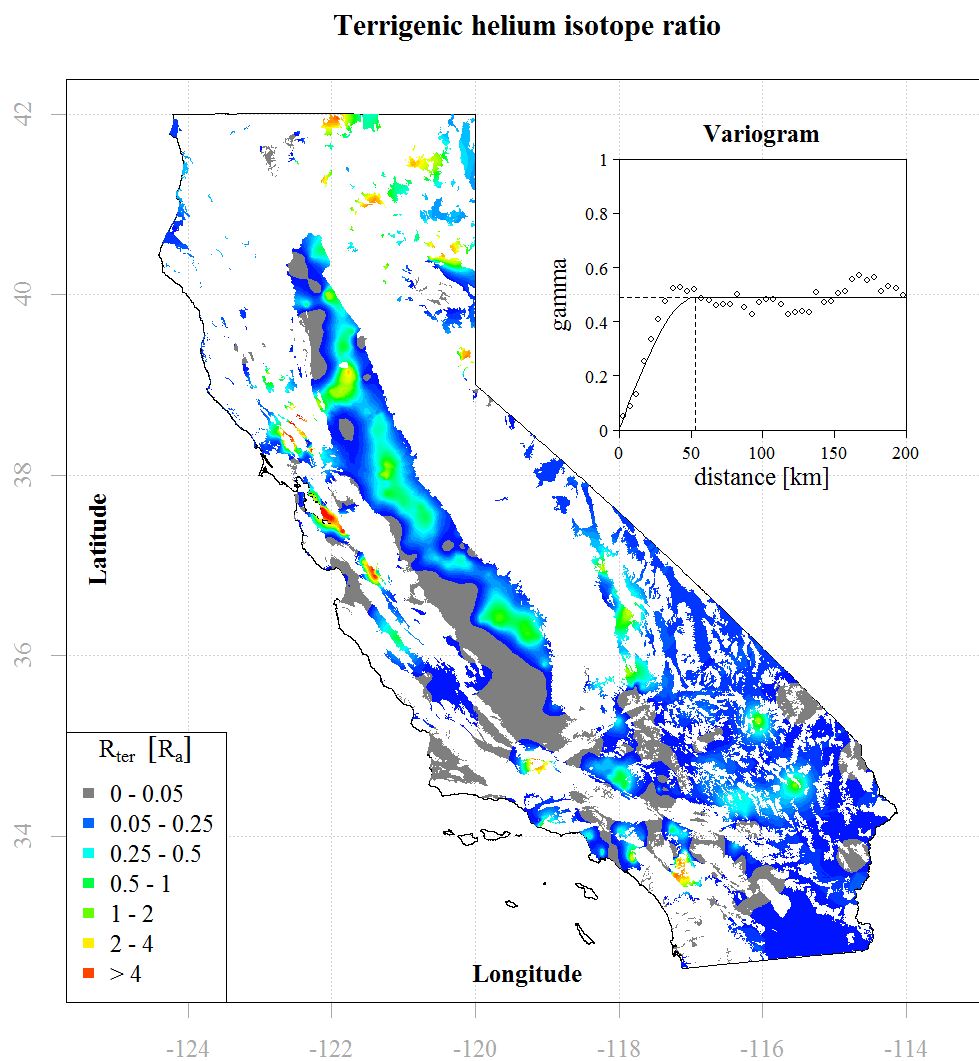 Terrigenic helium isotope ratio
42
40
38
36
34
Latitude
Variogram
1
0.8
0.6
0.4
0.2
0
gamma
0 50 100 150 200
distance [km]
R_ter [R_a]
0 - 0.05
0.05 - 0.25
0.25 - 0.5
0.5 - 1
1 - 2
2 - 4
> 4
Longitude
-124 -122 -120 -118 -116 -114